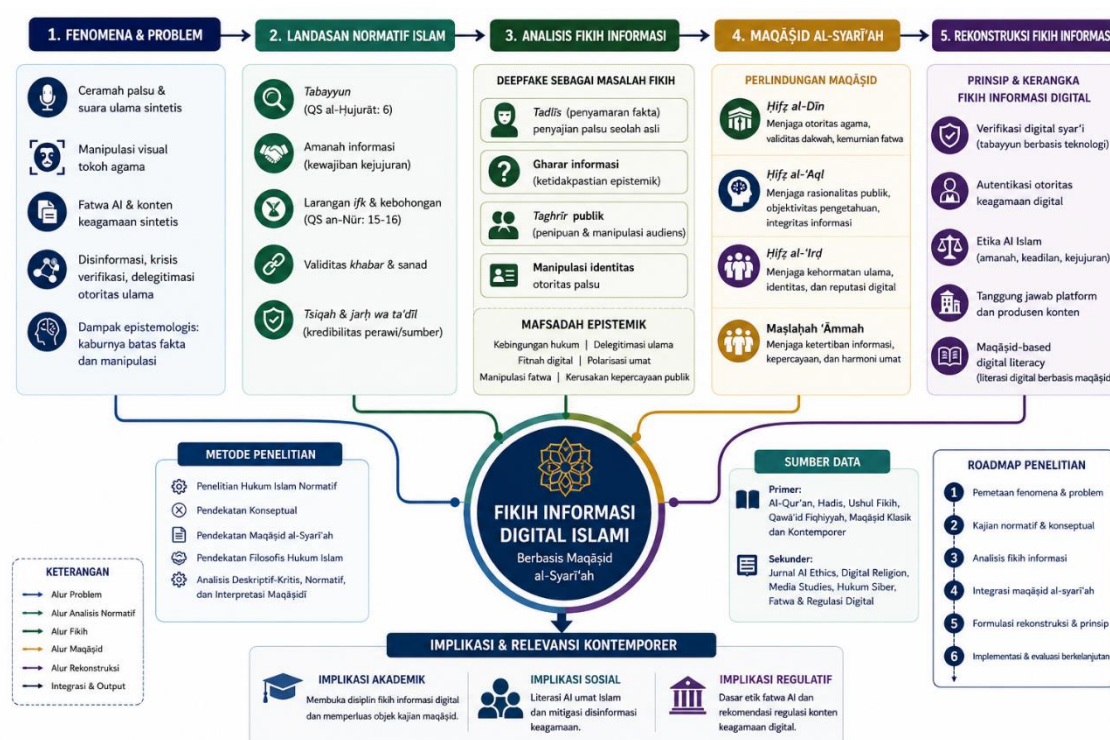 1. FENOMENA & PROBLEM
2. LANDASAN NORMATIF ISLAM
3. ANALISIS FIKIH INFORMASI
4. MAQĀṢID AL-SYARĪ‘AH
5. REKONSTRUKSI FIKIH INFORMAS
Ceramah palsu &
suara ulama sintetis
Manipulasi visual
tokoh agama
Fatwa AI & konten
keagamaan sintetis
Disinformasi, krisis
verifikasi, delegitimasi
otoritas ulama
Dampak epistemologis:
kaburnya batas fakta
dan manipulasi
Tabayyun
(QS al-Ḥujurāt: 6)
Amanah informasi
(kewajiban kejujuran)
Larangan ifk & kebohongan
(QS an-Nūr: 15-16)
Validitas khabar & sanad
Tsiqah & jarḥ wa ta‘dīl
(kredibilitas perawi/sumber)
DEEPFAKE SEBAGAI MASALAH FIKIH
Tadlīs (penyamaran fakta)
penyajian palsu seolah asli
Gharar informasi
(ketidakpastian epistemik)
Taghrīr publik
(penipuan & manipulasi audiens)
Manipulasi identitas
otoritas palsu
MAFSADAH EPISTEMIK
Kebingungan hukum | Delegitimasi ulama
Fitnah digital | Polarisasi umat
Manipulasi fatwa | Kerusakan kepercayaan publik
PERLINDUNGAN MAQĀṢID
Ḥifẓ al-Dīn
Menjaga otoritas agama,
validitas dakwah, kemurnian fatwa
Ḥifẓ al-‘Aql
Menjaga rasionalitas publik,
objektivitas pengetahuan,
integritas informasi
Ḥifẓ al-‘Irḍ
Menjaga kehormatan ulama,
identitas, dan reputasi digital
Maṣlaḥah ‘Āmmah
Menjaga ketertiban informasi,
kepercayaan, dan harmoni umat
PRINSIP & KERANGKA
FIKIH INFORMASI DIGITAL
Verifikasi digital syar‘i
(tabayyun berbasis teknologi)
Autentikasi otoritas
keagamaan digital
Etika AI Islam
(amanah, keadilan, kejujuran)
Tanggung jawab platform
dan produsen konten
Maqāṣid-based
digital literacy
(literasi digital berbasis maqāṣid
METODE PENELITIAN
Penelitian Hukum Islam Normatif
Pendekatan Konseptual
Pendekatan Maqāṣid al-Syarī‘ah
Pendekatan Filosofis Hukum Islam
Analisis Deskriptif-Kritis, Normatif,
dan Interpretasi Maqāṣidī
FIKIH INFORMASI
DIGITAL ISLAMI
Berbasis Maqāṣid
al-Syarī‘ah
SUMBER DATA
Primer:
Al-Qur’an, Hadis, Ushul Fikih,
Qawā‘id Fiqhiyyah, Maqāṣid Klasik
dan Kontemporer
Sekunder:
Jurnal AI Ethics, Digital Religion,
Media Studies, Hukum Siber,
Fatwa & Regulasi Digital
ROADMAP PENELITIAN
1 Pemetaan fenomena & problem
2 Kajian normatif & konseptual
3 Analisis fikih informasi
4 Integrasi maqāṣid al-syarī‘ah
5 Formulasi rekonstruksi & prinsip
6 Implementasi & evaluasi berkelanjutan
KETERANGAN
Alur Problem
Alur Analisis Normatif
Alur Fikih
Alur Maqāṣid
Alur Rekonstruksi
Integrasi & Output
IMPLIKASI & RELEVANSI KONTEMPORER
IMPLIKASI AKADEMIK
Membuka disiplin fikih informasi digital
dan memperluas objek kajian maqāṣid.
IMPLIKASI SOSIAL
Literasi AI umat Islam
dan mitigasi disinformasi
keagamaan.
IMPLIKASI REGULATIF
Dasar etik fatwa AI dan
rekomendasi regulasi konten
keagamaan digital.